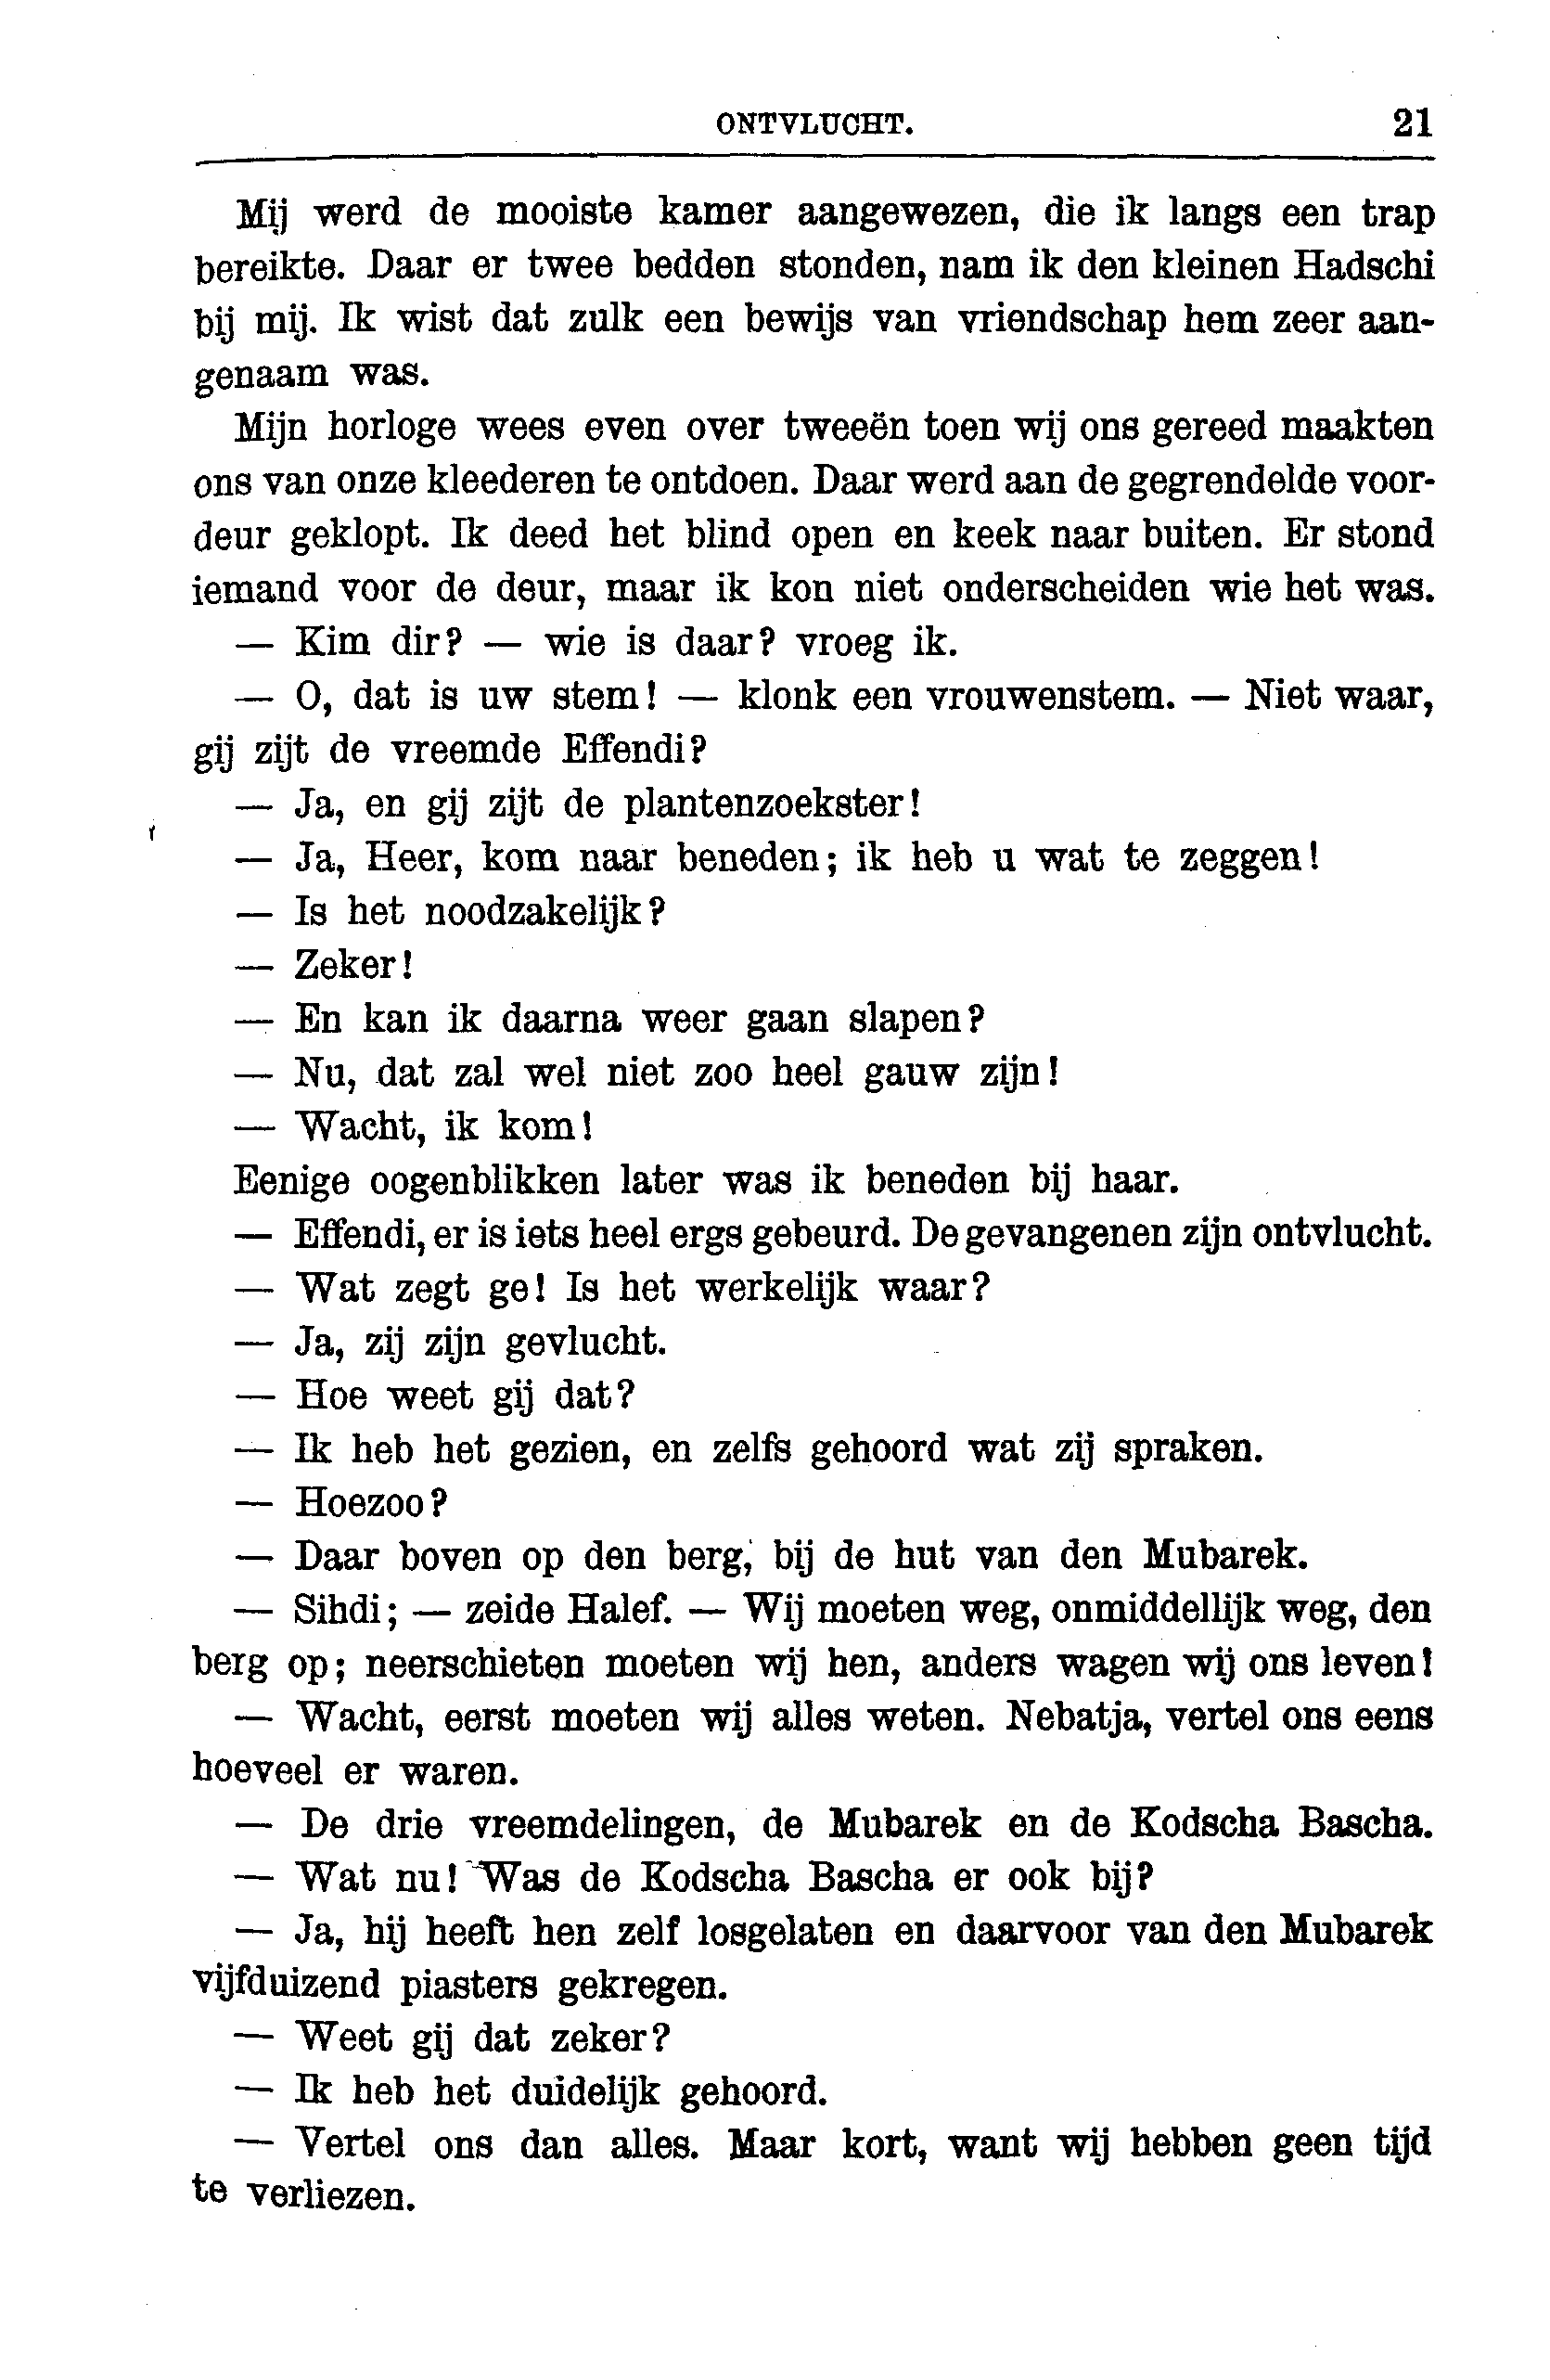 ONTVLUCHT. 21
Mij werd de mooiste kamer aangewezen, die ik langs een trap
bereikte. Daar er twee bedden stonden, nam ik den kleinen Hadschi
bij mij. Ik wist dat zulk een bewijs van vriendschap hem zeer aan-
genaam was.
Mijn horloge wees even over tweeën toen wij ons gereed maakten
ons van onze kleederen te ontdoen. Daar werd aan de gegrendelde voor-
deur geklopt. Ik deed het blind open en keek naar buiten. Er stond
iemand voor de deur, maar ik kon niet onderscheiden wie het was.
— Kim dir? — wie is daar? vroeg ik.
— O, dat is uw stem! — klonk een vrouwenstem. — Niet waar,
gij zijt de vreemde Effendi?
— Ja, en gij zijt de plantenzoekster!
— Ja, Heer, kom naar beneden; ik heb u wat te zeggen!
— Is het noodzakelijk?
— Zeker!
— En kan ik daarna weer gaan slapen?
— Nu, dat zal wel niet zoo heel gauw zijn!
— Wacht, ik kom!
Eenige oogenblikken later was ik beneden bij haar.
— Effendi, er is iets heel ergs gebeurd. De gevangenen zijn ontvlucht.
— Wat zegt ge! Is het werkelijk waar?
— Ja, zij zijn gevlucht.
— Hoe weet gij dat?
— Ik heb het gezien, en zelfs gehoord wat zij spraken.
— Hoezoo?
— Daar boven op den berg, bij de hut van den Mubarek.
— Sihdi; — zeide Halef. — Wij moeten weg, onmiddellijk weg, den
berg op; neerschieten moeten wij hen, anders wagen wij ons leven!
— Wacht, eerst moeten wij alles weten. Nebatja, vertel ons eens
hoeveel er waren.
— De drie vreemdelingen, de Mubarek en de Kodscha Bascha.
— Wat nu! Was de Kodscha Bascha er ook bij?
— Ja, hij heeft hen zelf losgelaten en daarvoor van den Mubarek
vijfduizend piasters gekregen.
— Weet gij dat zeker?
— Ik heb het duidelijk gehoord.
— Vertel ons dan alles. Maar kort, want wij hebben geen tijd
te verliezen.